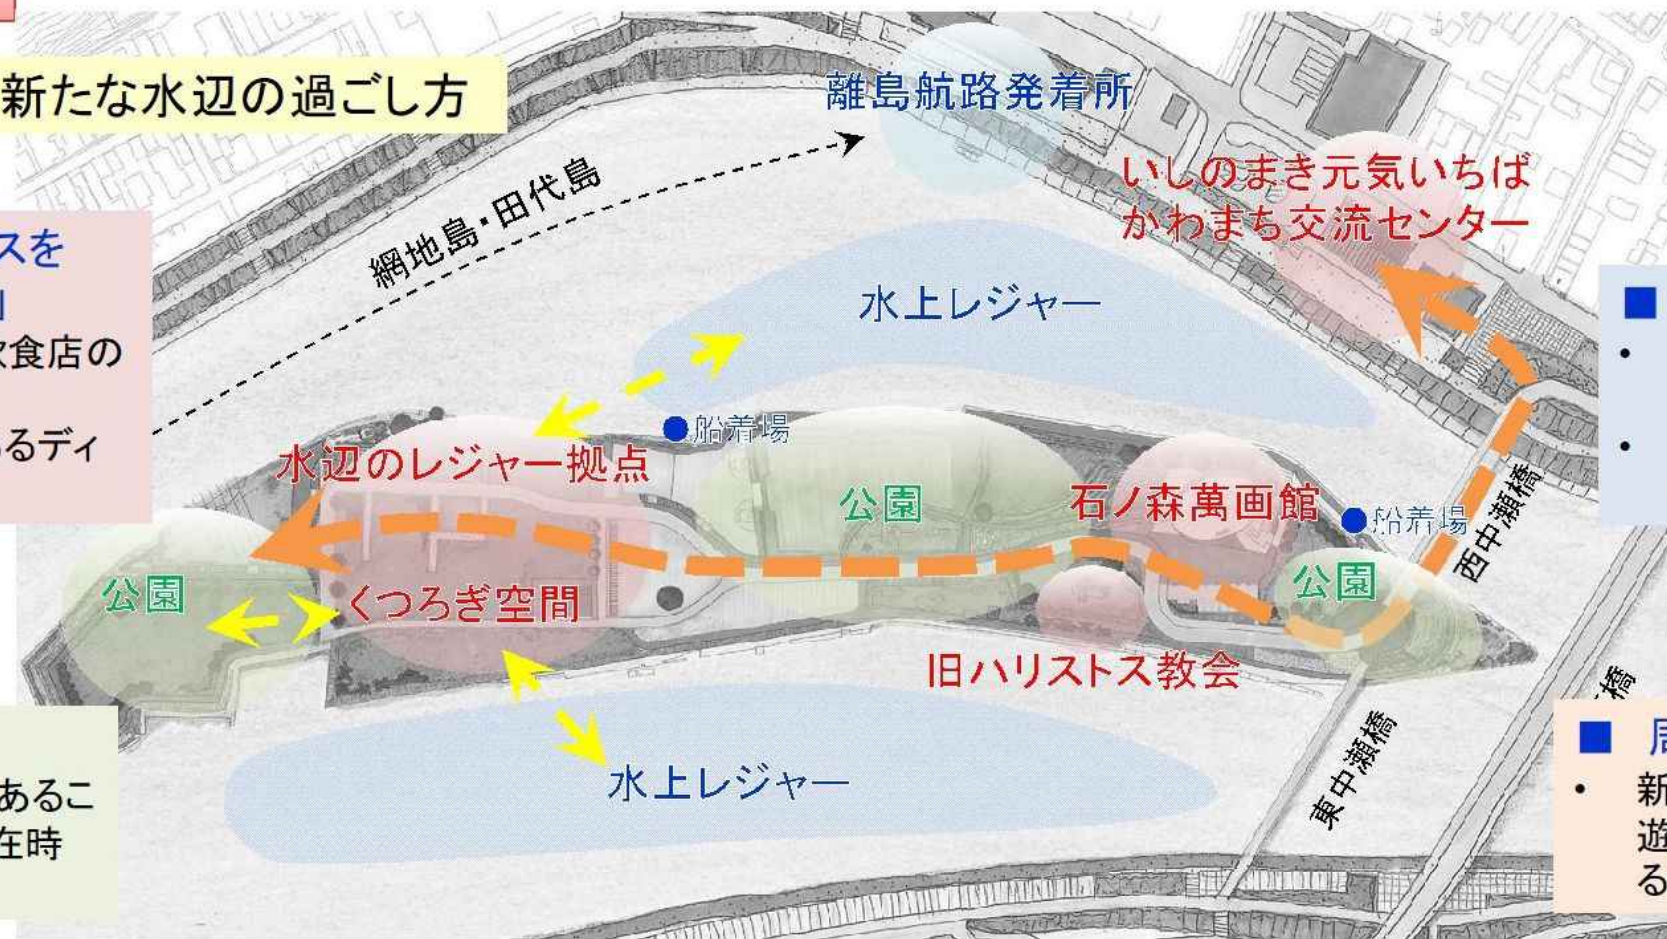 新たな水辺の過ごし方
離島航路発着所
いしのまき元気いちば
かわまち交流センター
網地島・田代島
スを
水上レジャー
■
飲食店の
・
船着場
るディ
・
水辺のレジャー拠点
公園
石ノ森萬画館
船着場
西中瀬橋
公園
くつろぎ空間
公園
旧ハリストス教会
橋
東中瀬橋
水上レジャー
■
あるこ
・ 新
在時
遊
る